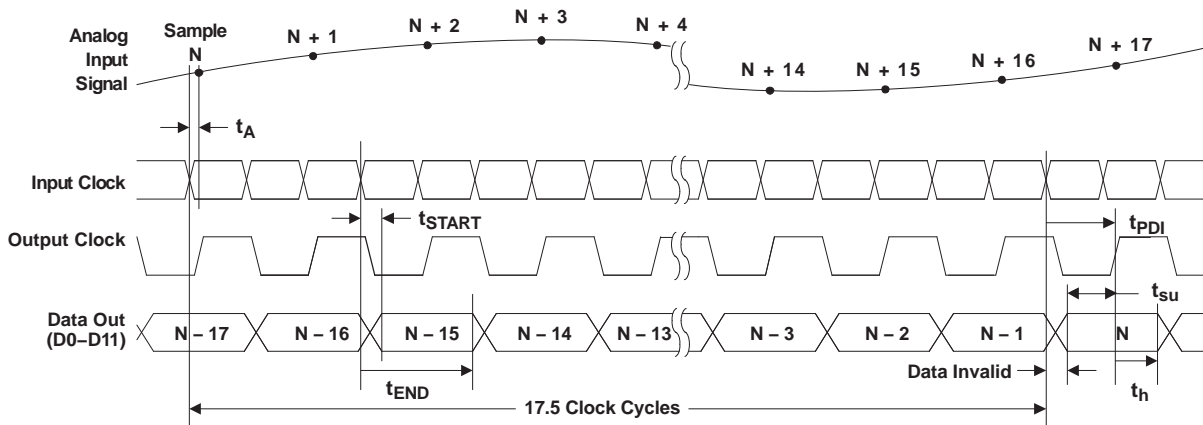 Analog
Input
Signal
Sample
N
N + 1
N + 2
N + 3
N + 4
N + 14
N + 15
N + 16
N + 17
tA
Input Clock
tSTART
Output Clock
tPDI
tsu
Data Out
(D0–D11)
N – 17
N – 16
N – 15
N – 14
N – 13
N – 3
N – 2
N – 1
N
tEND
Data Invalid
th
17.5 Clock Cycles